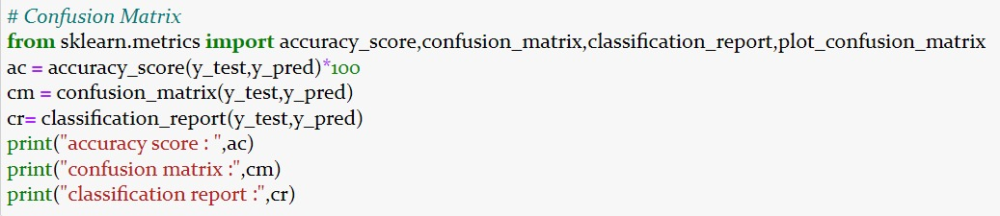 # Confusion Matrix
from sklearn.metrics import accuracy_score,confusion_matrix,classification_report,plot_confusion_matrix
ac = accuracy_score(y_test,y_pred)*100
cm = confusion_matrix(y_test,y_pred)
cr= classification_report(y_test,y_pred)
print("accuracy score : ",ac)
print("confusion matrix :",cm)
print("classification report :",cr)